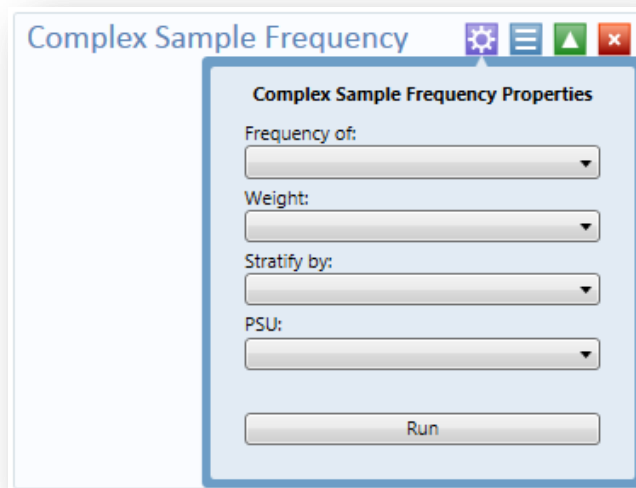 Complex Sample Frequency
Complex Sample Frequency Properties
Frequency of:
Weight:
Stratify by:
PSU:
Run